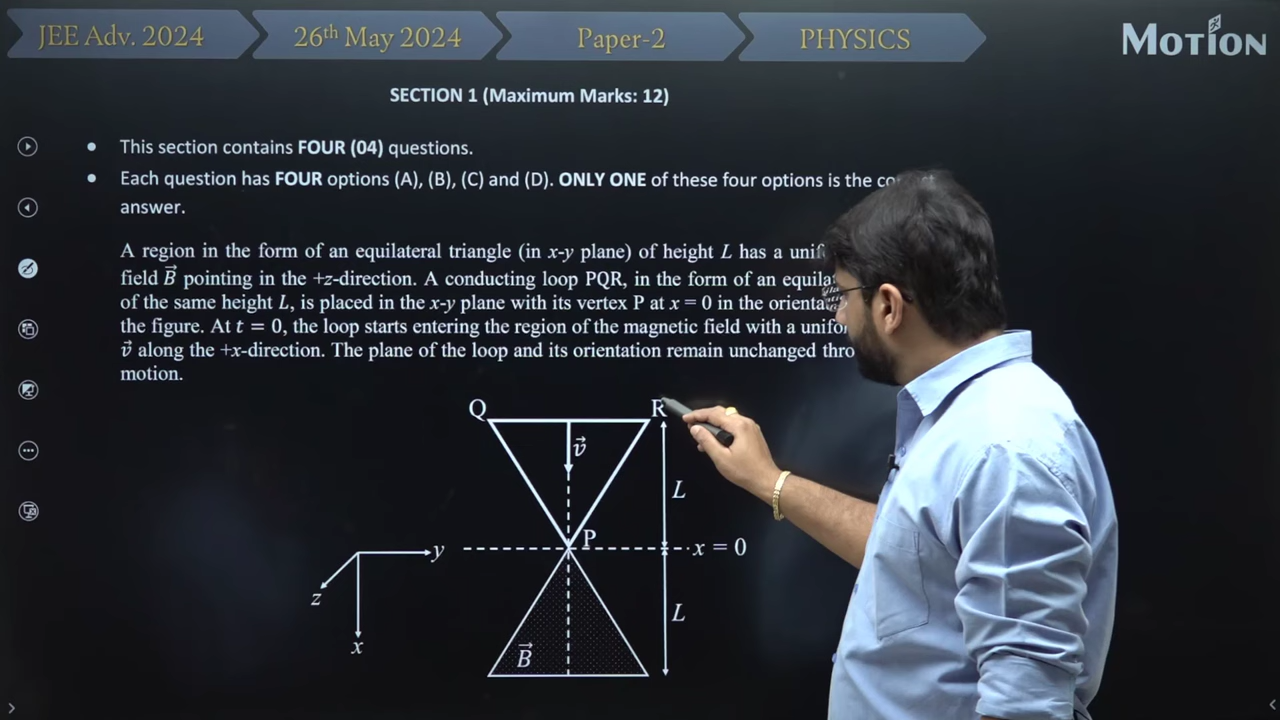 JEE Adv. 2024
26th May 2024
Paper-2
PHYSICS
MOTION
SECTION 1 (Maximum Marks: 12)
• This section contains FOUR (04) questions.
• Each question has FOUR options (A), (B), (C) and (D). ONLY ONE of these four options is the
answer.
A region in the form of an equilateral triangle (in x-y plane) of height L has a
field B⃗ pointing in the +z-direction. A conducting loop PQR, in the form of an
of the same height L, is placed in the x-y plane with its vertex P at x = 0 in the
the figure. At t = 0, the loop starts entering the region of the magnetic field with a
v⃗ along the +x-direction. The plane of the loop and its orientation remain unchanged
motion.
Q
R
v⃗
L
P
x = 0
y
z
x
L
B⃗